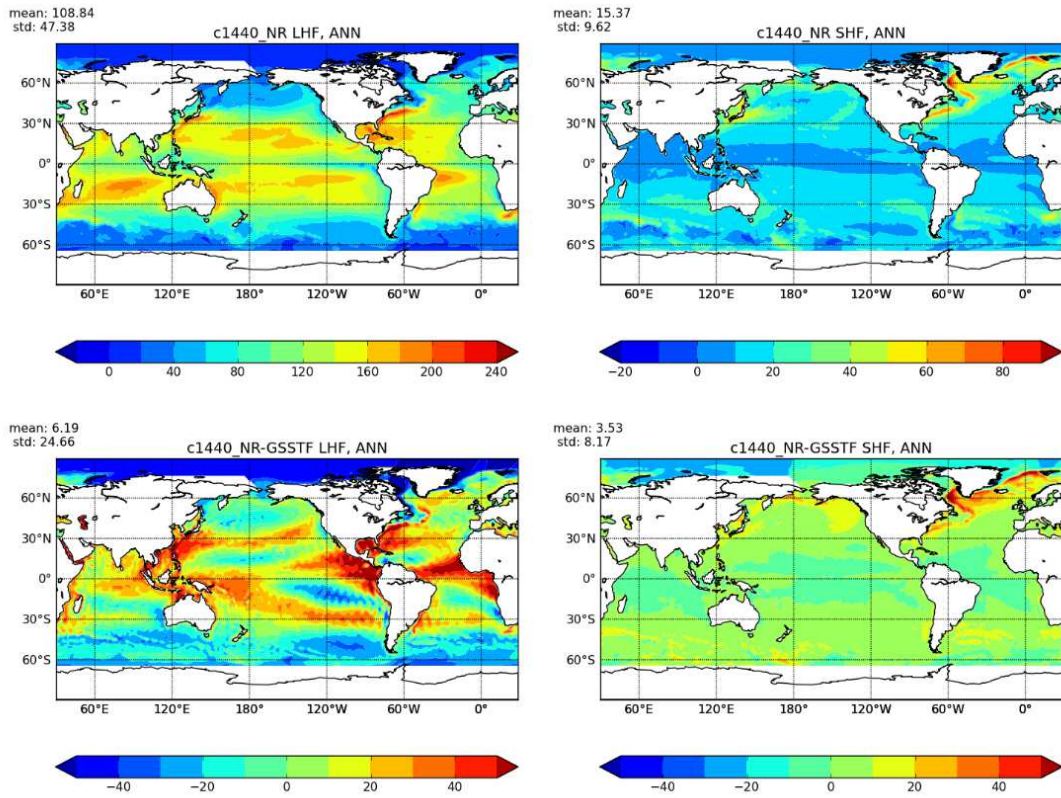 mean: 108.84
std: 47.38
c1440_NR LHF, ANN
60°N
30°N
0°
30°S
60°S
60°E 120°E 180° 120°W 60°W 0°
0 40 80 120 160 200 240
mean: 15.37
std: 9.62
c1440_NR SHF, ANN
60°N
30°N
0°
30°S
60°S
60°E 120°E 180° 120°W 60°W 0°
−20 0 20 40 60 80
mean: 6.19
std: 24.66
c1440_NR-GSSTF LHF, ANN
60°N
30°N
0°
30°S
60°S
60°E 120°E 180° 120°W 60°W 0°
−40 −20 0 20 40
mean: 3.53
std: 8.17
c1440_NR-GSSTF SHF, ANN
60°N
30°N
0°
30°S
60°S
60°E 120°E 180° 120°W 60°W 0°
−40 −20 0 20 40